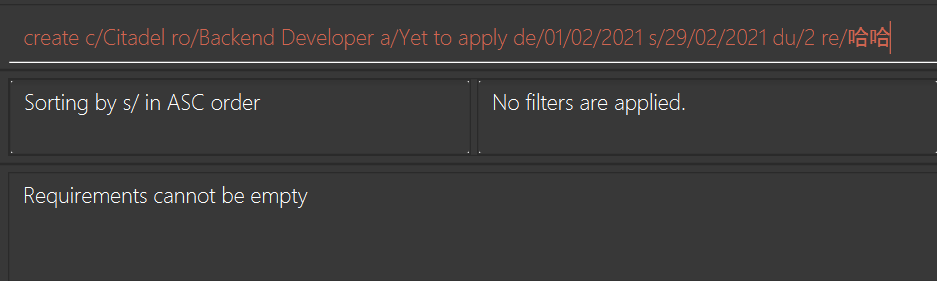 create c/Citadel ro/Backend Developer a/Yet to apply de/01/02/2021 s/29/02/2021 du/2 re/哈哈
Sorting by s/ in ASC order
No filters are applied.
Requirements cannot be empty